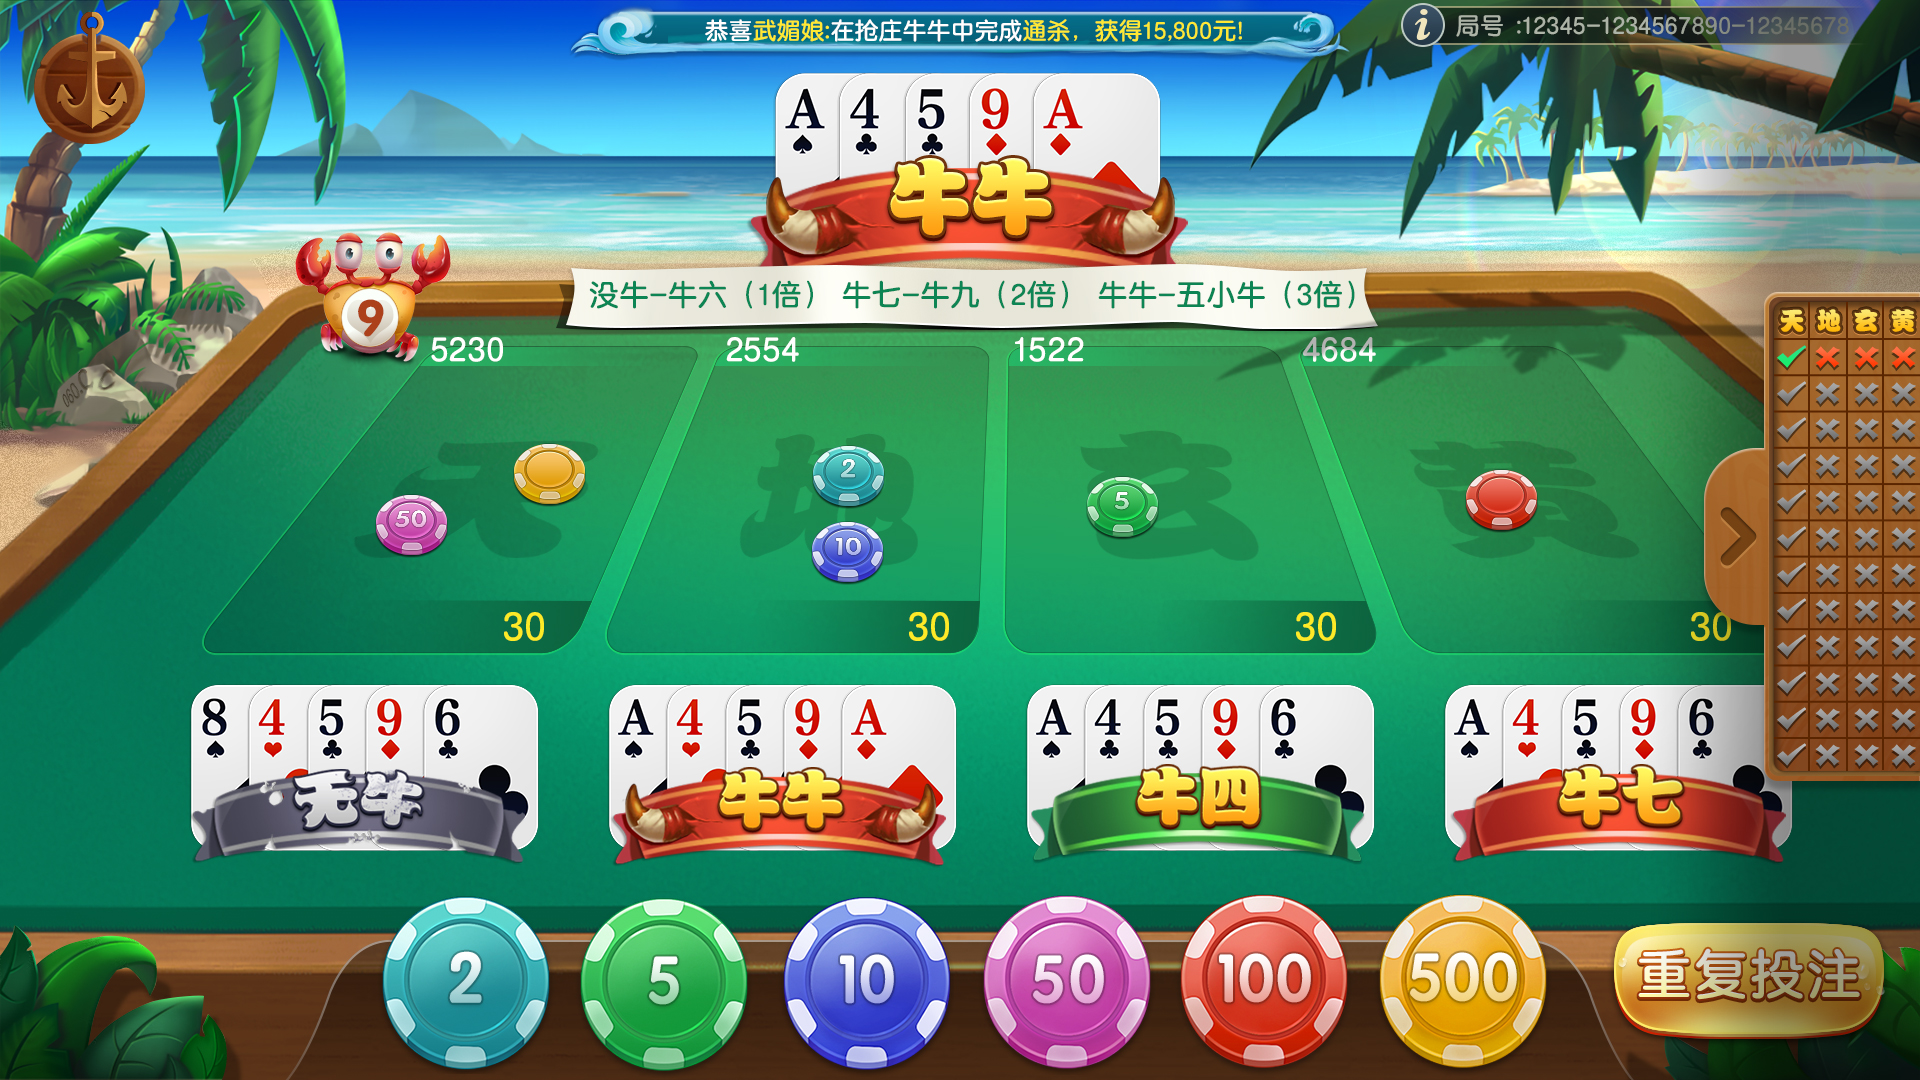 恭喜武媚娘:在抢庄牛牛中完成通杀，获得15,800元!
i 局号 :12345-1234567890-12345678
A 4 5 9 A
牛牛
没牛-牛六（1倍） 牛七-牛九（2倍） 牛牛-五小牛（3倍）
9
天 地 玄 黄
5230 2554 1522 4684
天 地 玄 黄
50 2 10 5
30 30 30 30
8 4 5 9 6
无牛
A 4 5 9 A
牛牛
A 4 5 9 6
牛四
A 4 5 9 6
牛七
2 5 10 50 100 500
重复投注